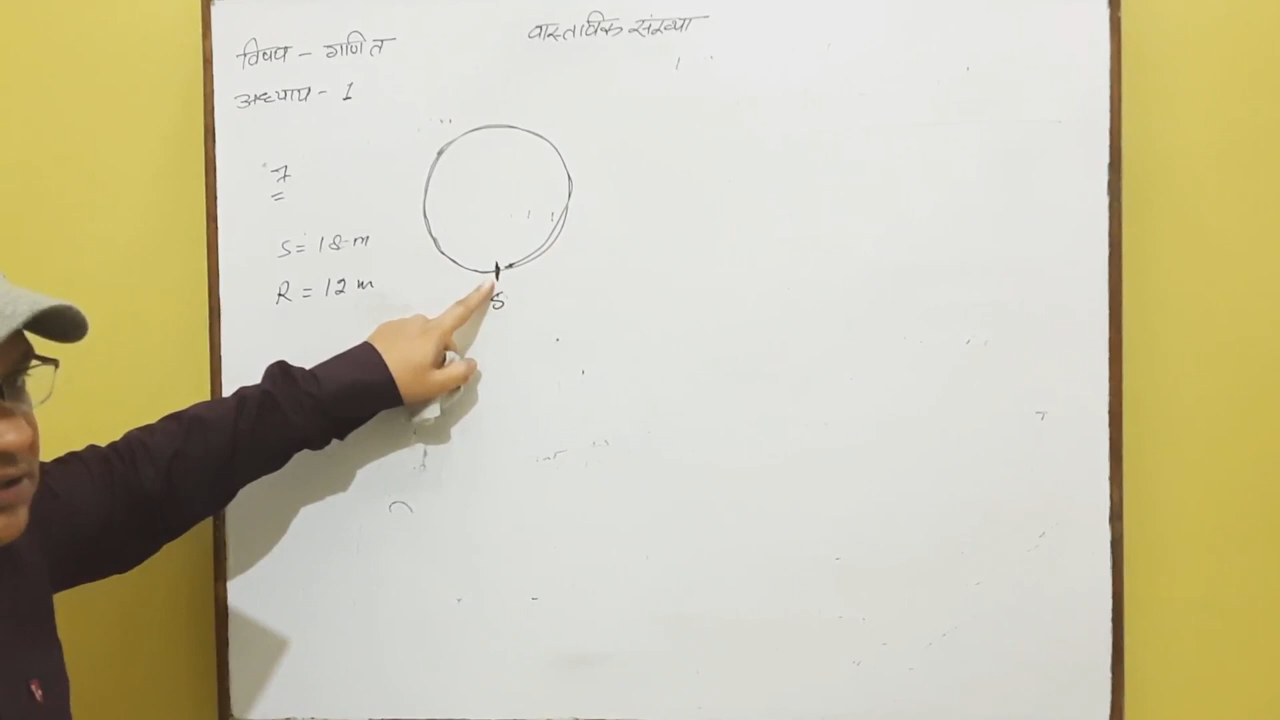 वास्तविक संख्या
विषय - गणित
अध्याय - 1
7
=
S = 18 m
R = 12 m
S